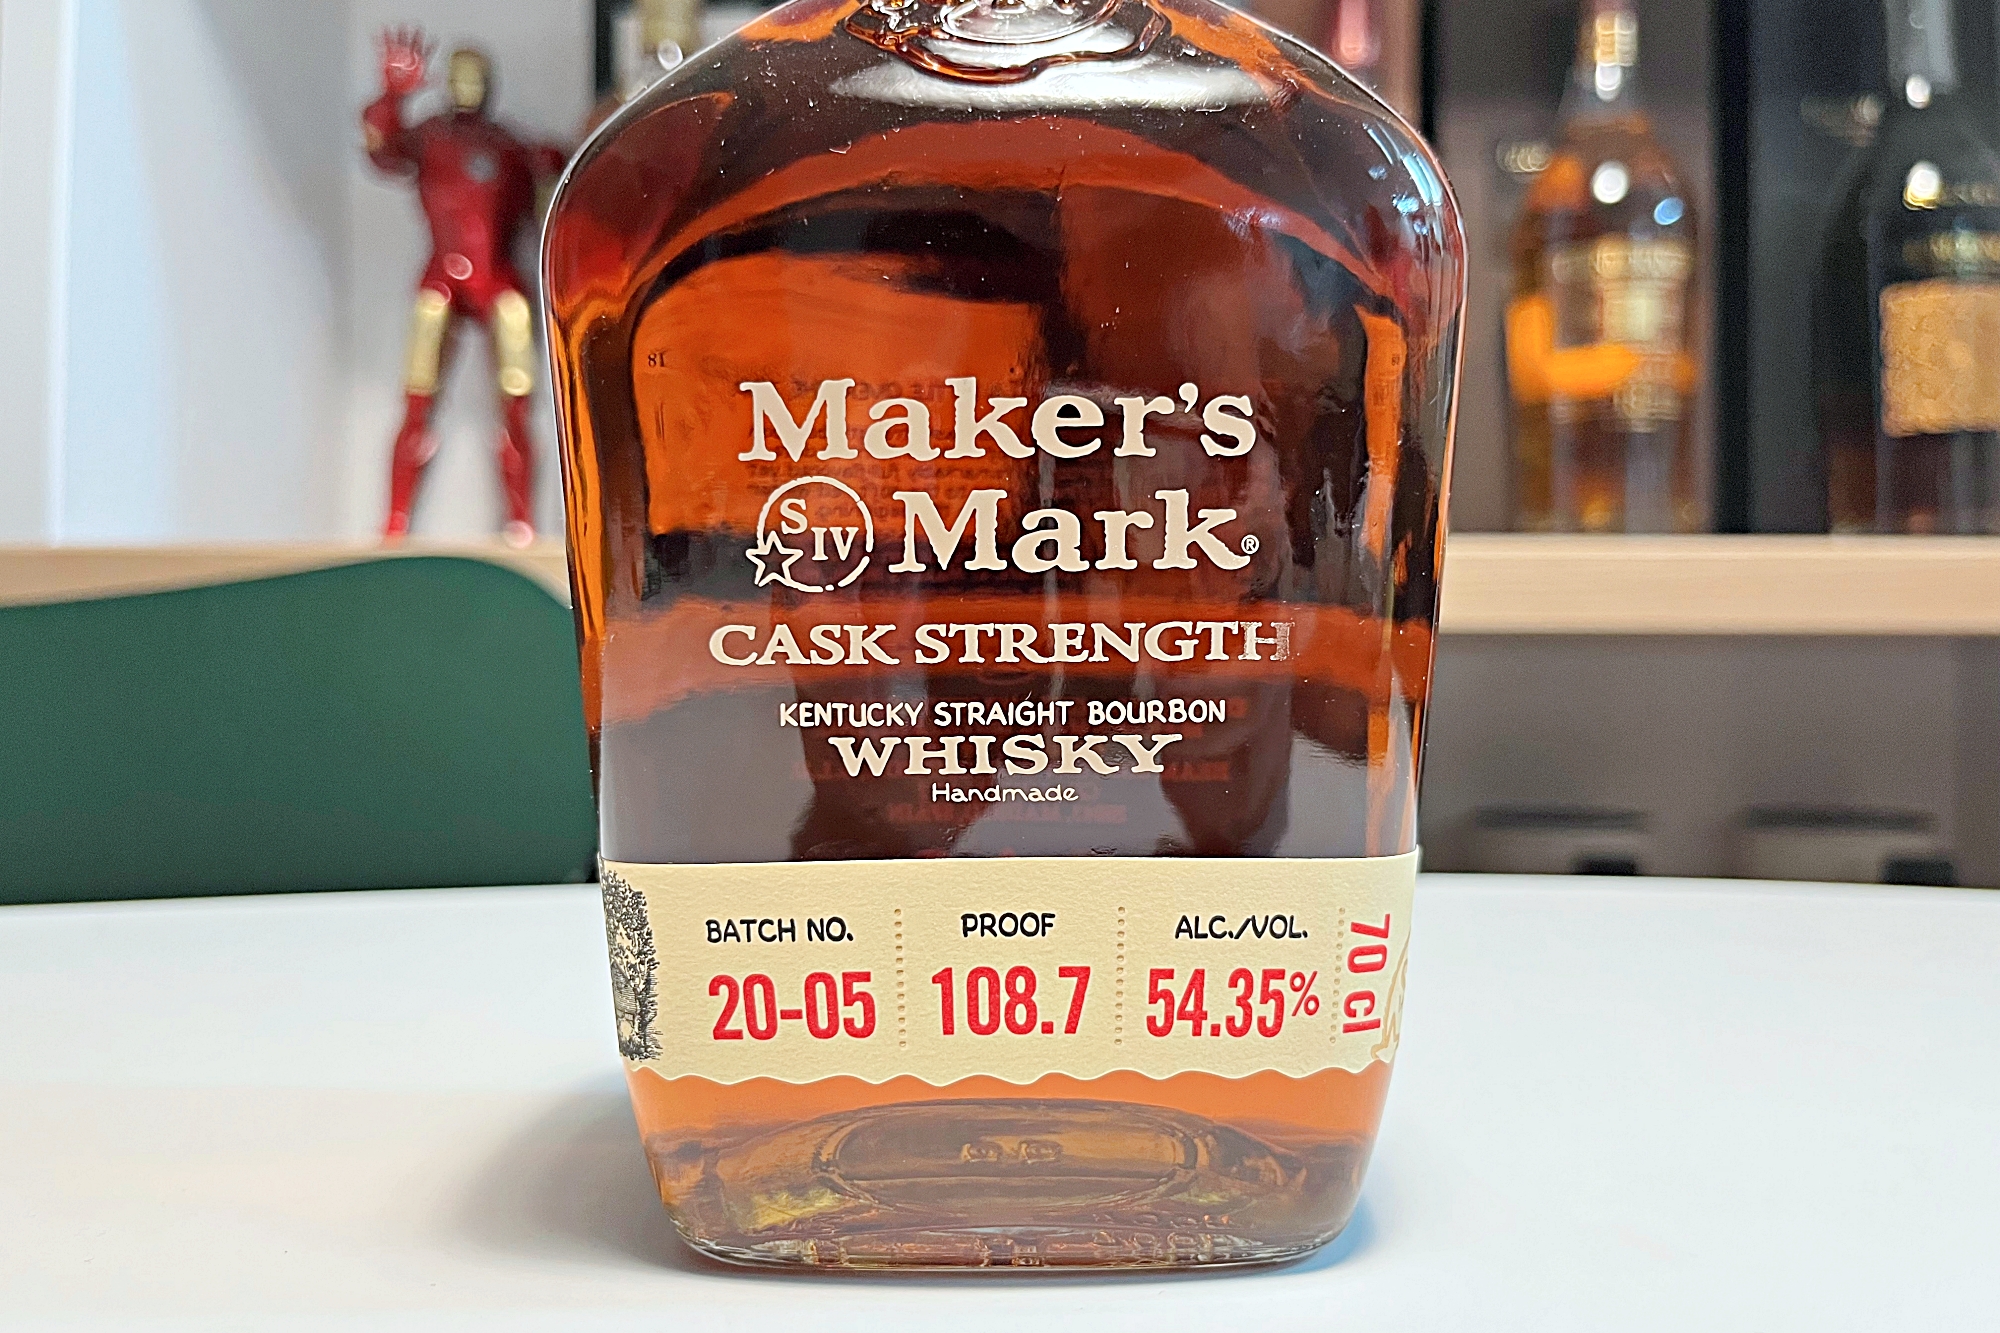 Maker's
SIV Mark®
CASK STRENGTH
KENTUCKY STRAIGHT BOURBON
WHISKY
Handmade
BATCH NO. PROOF ALC./VOL.
20-05 108.7 54.35%
70 cl